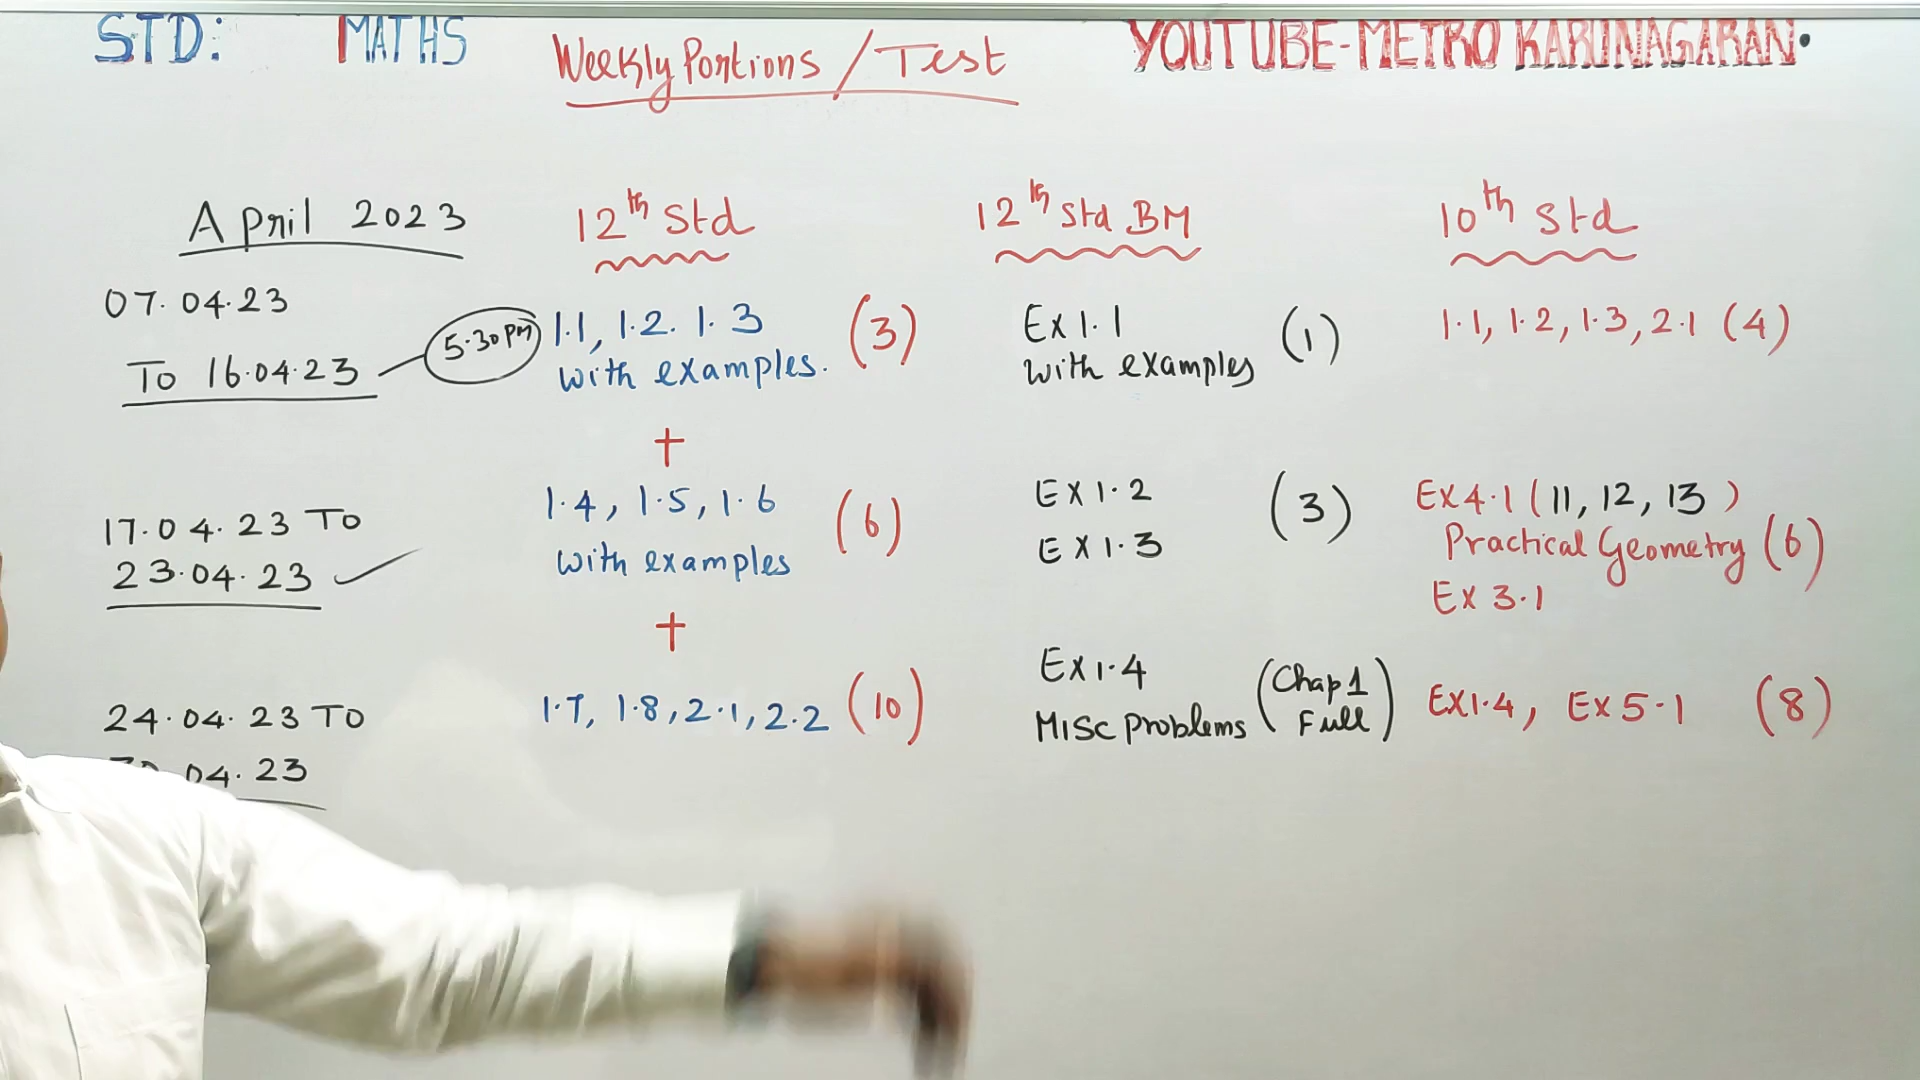 STD: MATHS Weekly Portions / Test YOUTUBE-METRO KARUNAGARAN.
April 2023 12th Std 12th Std BM 10th Std
07.04.23
To 16.04.23 5.30 PM
1.1, 1.2. 1.3 (3)
with examples.
Ex 1.1
with examples (1)
1.1, 1.2, 1.3, 2.1 (4)
+
17.04.23 To
23.04.23 ✓
1.4, 1.5, 1.6 (6)
with examples
EX 1.2 (3)
EX 1.3
EX 4.1 (11, 12, 13)
Practical Geometry (6)
Ex 3.1
+
24.04.23 To
04.23
1.7, 1.8, 2.1, 2.2 (10)
Ex 1.4
MISC problems (Chap 1 Full)
Ex1.4, Ex 5.1 (8)